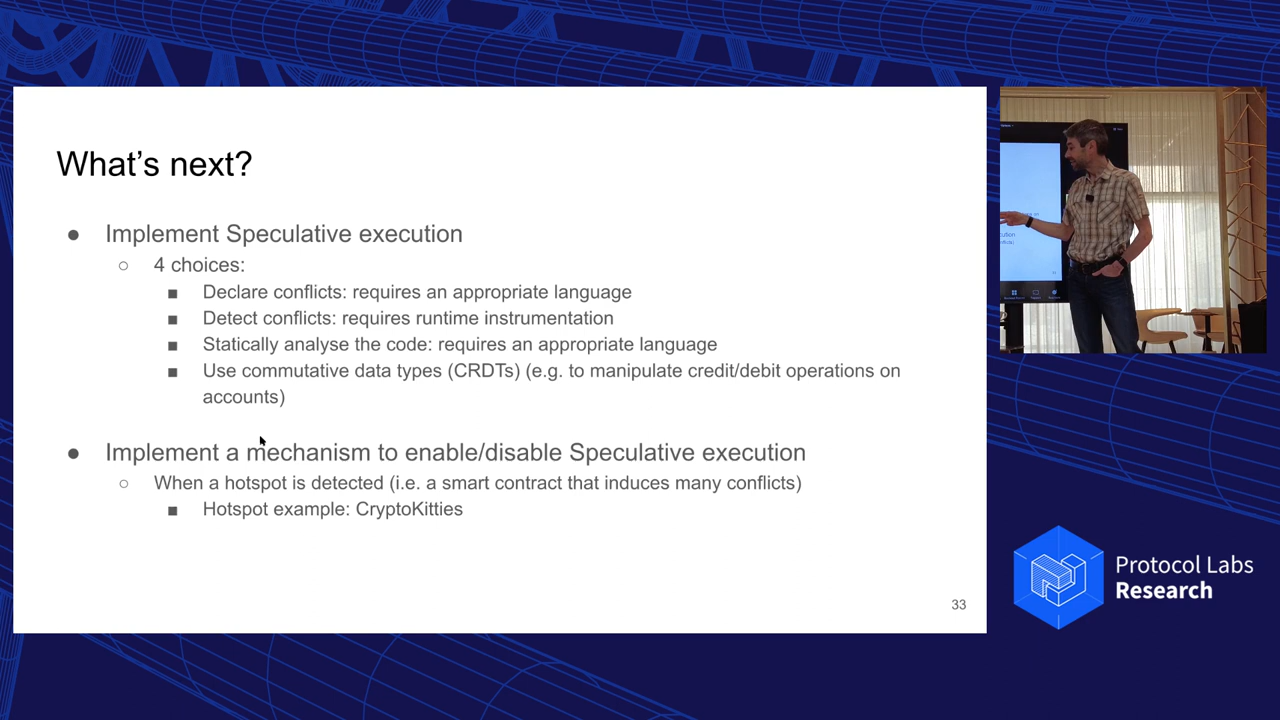 What's next?
● Implement Speculative execution
○ 4 choices:
■ Declare conflicts: requires an appropriate language
■ Detect conflicts: requires runtime instrumentation
■ Statically analyse the code: requires an appropriate language
■ Use commutative data types (CRDTs) (e.g. to manipulate credit/debit operations on
accounts)
● Implement a mechanism to enable/disable Speculative execution
○ When a hotspot is detected (i.e. a smart contract that induces many conflicts)
■ Hotspot example: CryptoKitties
33
Protocol Labs
Research